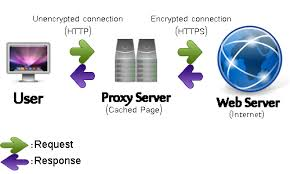 Unencrypted connection
(HTTP)
Encrypted connection
(HTTPS)
User
Proxy Server
(Cached Page)
Web Server
(Internet)
:Request
:Response